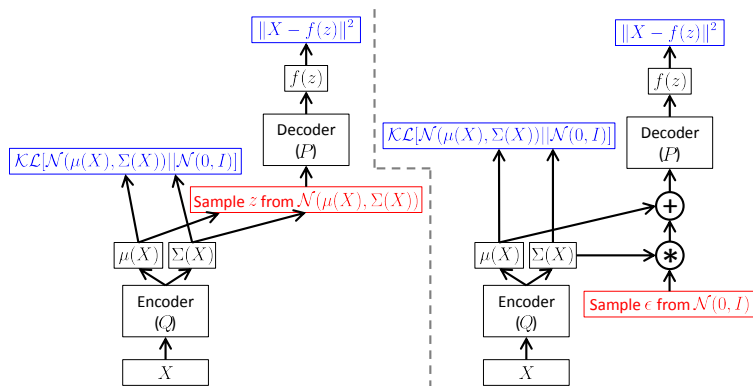 ‖X − f(z)‖²
f(z)
Decoder
(P)
𝒦ℒ[𝒩(μ(X), Σ(X))||𝒩(0, I)]
Sample z from 𝒩(μ(X), Σ(X))
μ(X)
Σ(X)
Encoder
(Q)
X
‖X − f(z)‖²
f(z)
Decoder
(P)
𝒦ℒ[𝒩(μ(X), Σ(X))||𝒩(0, I)]
+
μ(X)
Σ(X)
*
Encoder
(Q)
Sample ϵ from 𝒩(0, I)
X